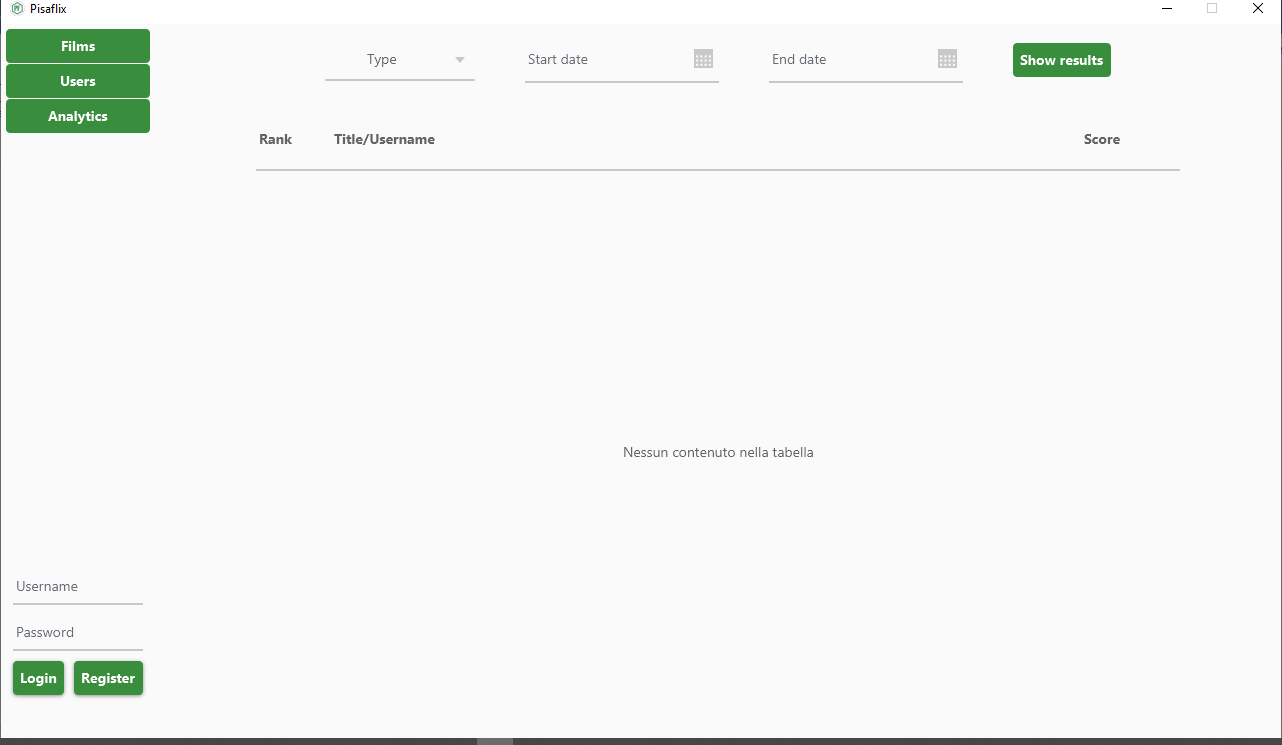 Pisaflix
Films
Users
Analytics
Type
Start date
End date
Show results
Rank
Title/Username
Score
Nessun contenuto nella tabella
Username
Password
Login
Register